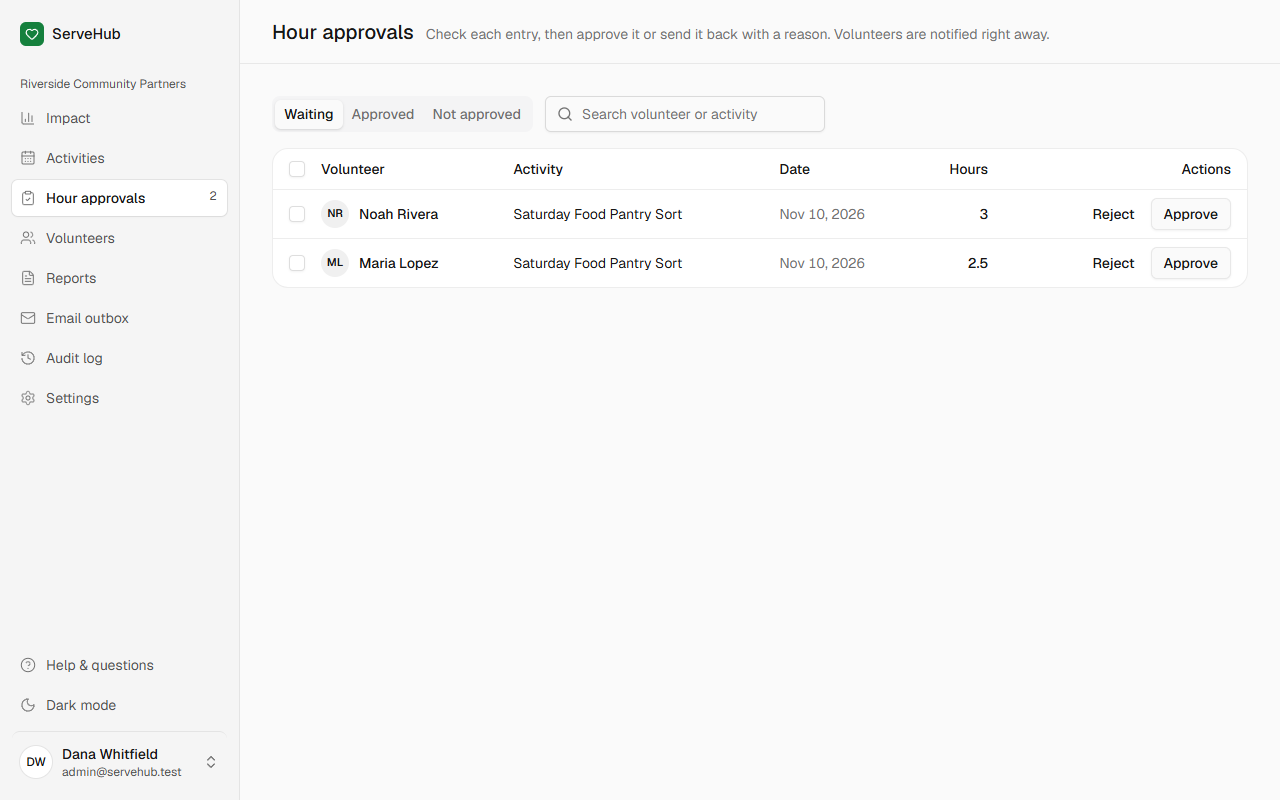 ServeHub
Riverside Community Partners
Impact
Activities
Hour approvals 2
Volunteers
Reports
Email outbox
Audit log
Settings
Help & questions
Dark mode
DW Dana Whitfield
admin@servehub.test
Hour approvals Check each entry, then approve it or send it back with a reason. Volunteers are notified right away.
Waiting Approved Not approved Search volunteer or activity
Volunteer Activity Date Hours Actions
NR Noah Rivera Saturday Food Pantry Sort Nov 10, 2026 3 Reject Approve
ML Maria Lopez Saturday Food Pantry Sort Nov 10, 2026 2.5 Reject Approve